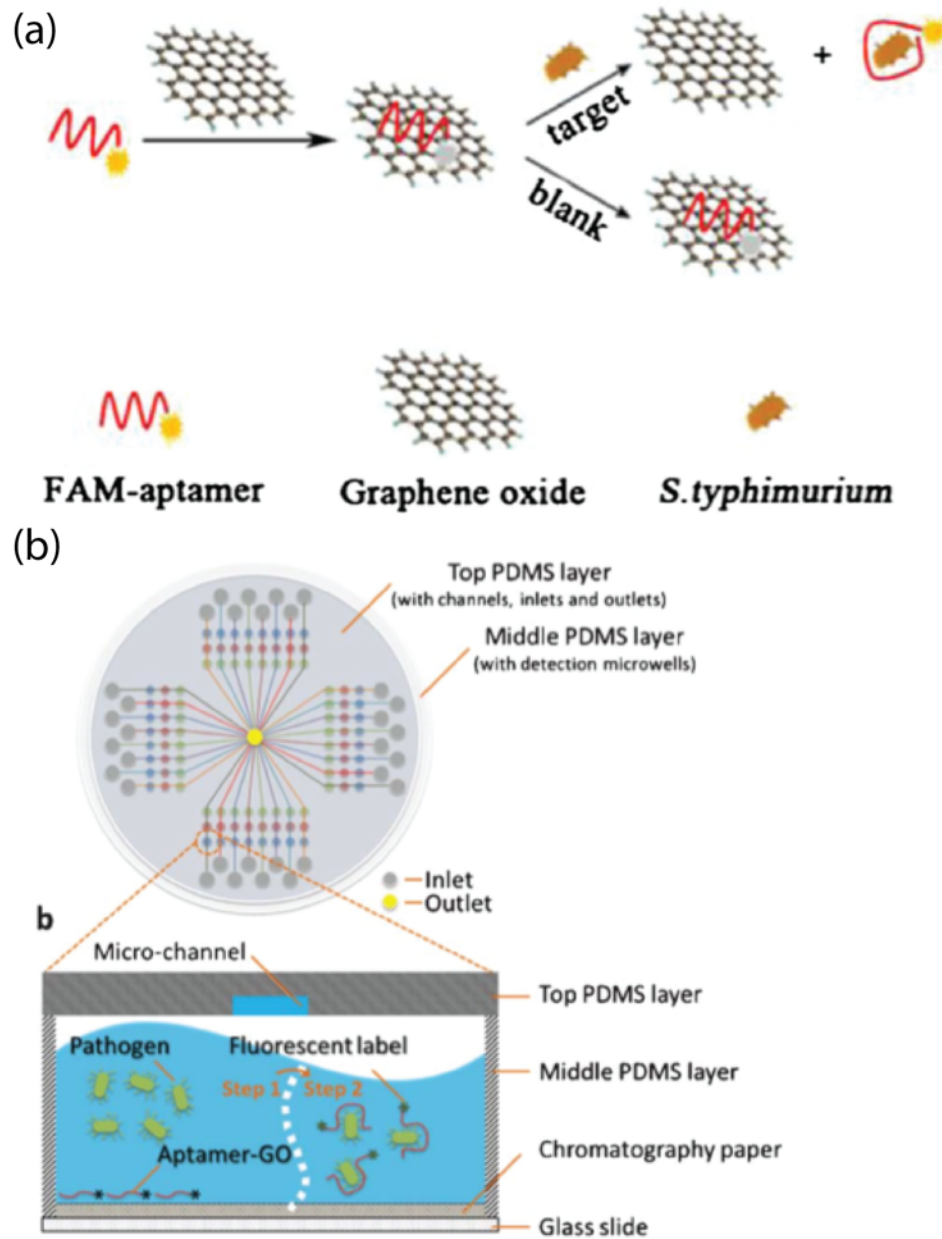 (a)
target
+
blank
FAM-aptamer
Graphene oxide
S.typhimurium
(b)
Top PDMS layer
(with channels, inlets and outlets)
Middle PDMS layer
(with detection microwells)
Inlet
Outlet
b
Micro-channel
Top PDMS layer
Pathogen
Fluorescent label
Step 1
Step 2
Middle PDMS layer
Aptamer-GO
Chromatography paper
Glass slide